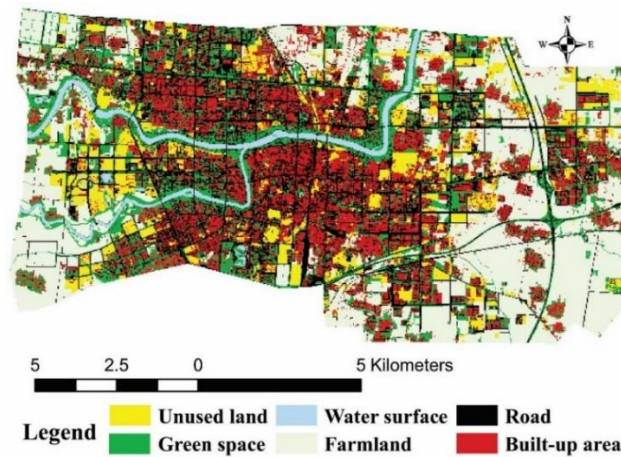 N
W E
S
5 2.5 0 5 Kilometers
Legend
Unused land Water surface Road
Green space Farmland Built-up area